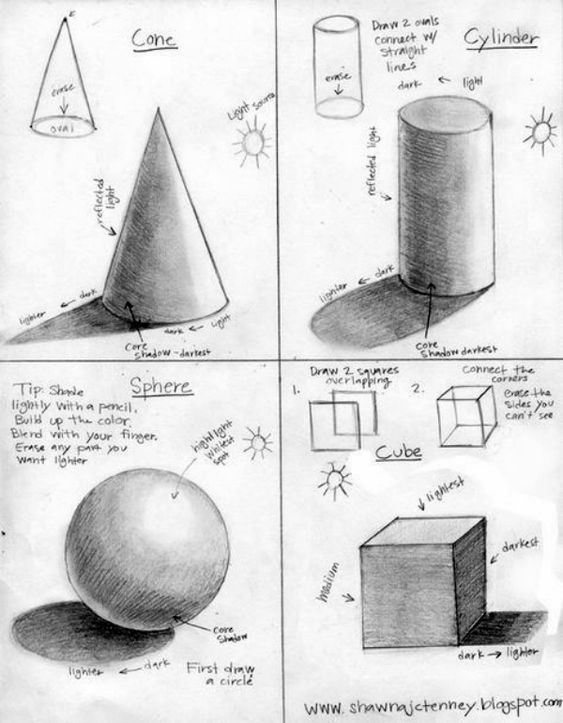 Cone
erase
oval
Light source
reflected
light
lighter ← dark
dark ← light
core
shadow-darkest
Draw 2 ovals
connect w/
straight
lines
Cylinder
erase
dark ← light
reflected light
lighter ← dark
core
shadow darkest
Tip: Shade
lightly with a pencil.
Build up the color.
Blend with your finger.
Erase any part you
want lighter
Sphere
highlight
whitest
spot
core
shadow
lighter ← dark
First draw
a circle
Draw 2 squares
overlapping
1.
2.
Connect the
corners
Erase the
sides you
can't see
Cube
lightest
darkest
medium
dark → lighter
www.shawnajctenney.blogspot.com